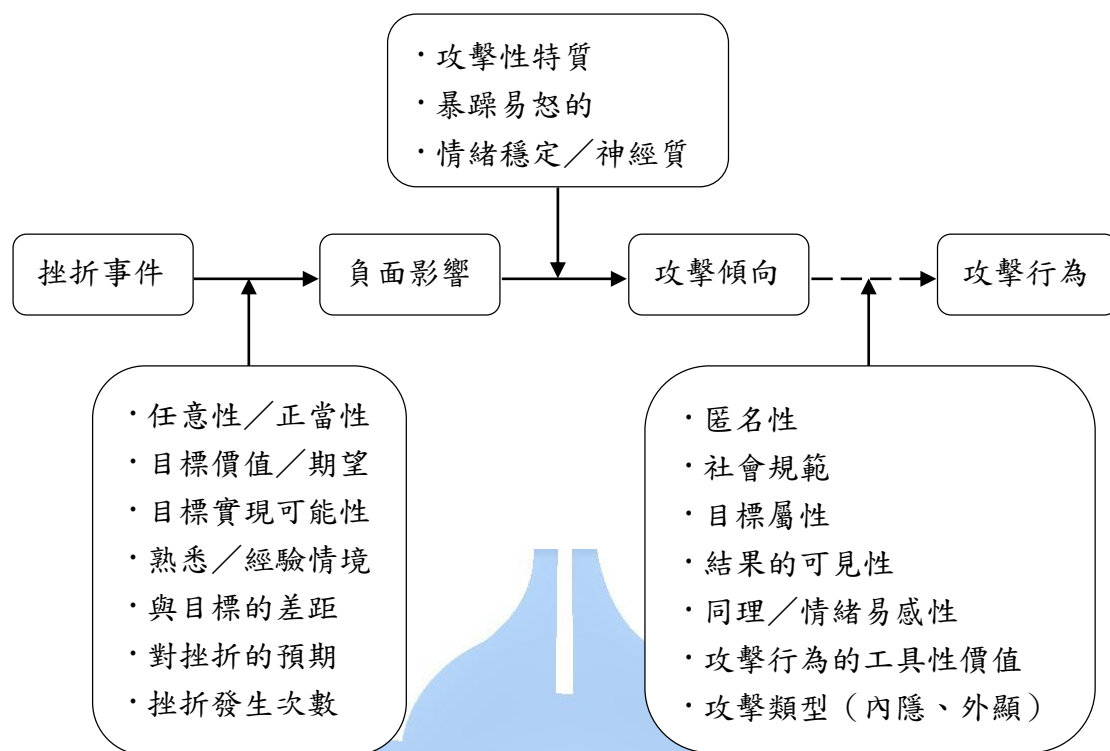 ・攻擊性特質
・暴躁易怒的
・情緒穩定／神經質
挫折事件
負面影響
攻擊傾向
攻擊行為
・任意性／正當性
・目標價值／期望
・目標實現可能性
・熟悉／經驗情境
・與目標的差距
・對挫折的預期
・挫折發生次數
・匿名性
・社會規範
・目標屬性
・結果的可見性
・同理／情緒易感性
・攻擊行為的工具性價值
・攻擊類型（內隱、外顯）